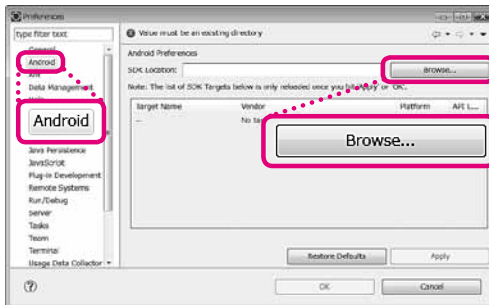 Preferences
type filter text
Value must be an existing directory
General
Android
Android Preferences
SDK Location:
Browse...
Data Management
Note: The list of SDK Targets below is only reloaded once you hit 'Apply' or 'OK'.
Target Name
Vendor
Platform
API L...
--
Android
Browse...
Java Persistence
JavaScript
Plug-in Development
Remote Systems
Run/Debug
Server
Tasks
Team
Terminal
Usage Data Collector
Restore Defaults
Apply
OK
Cancel